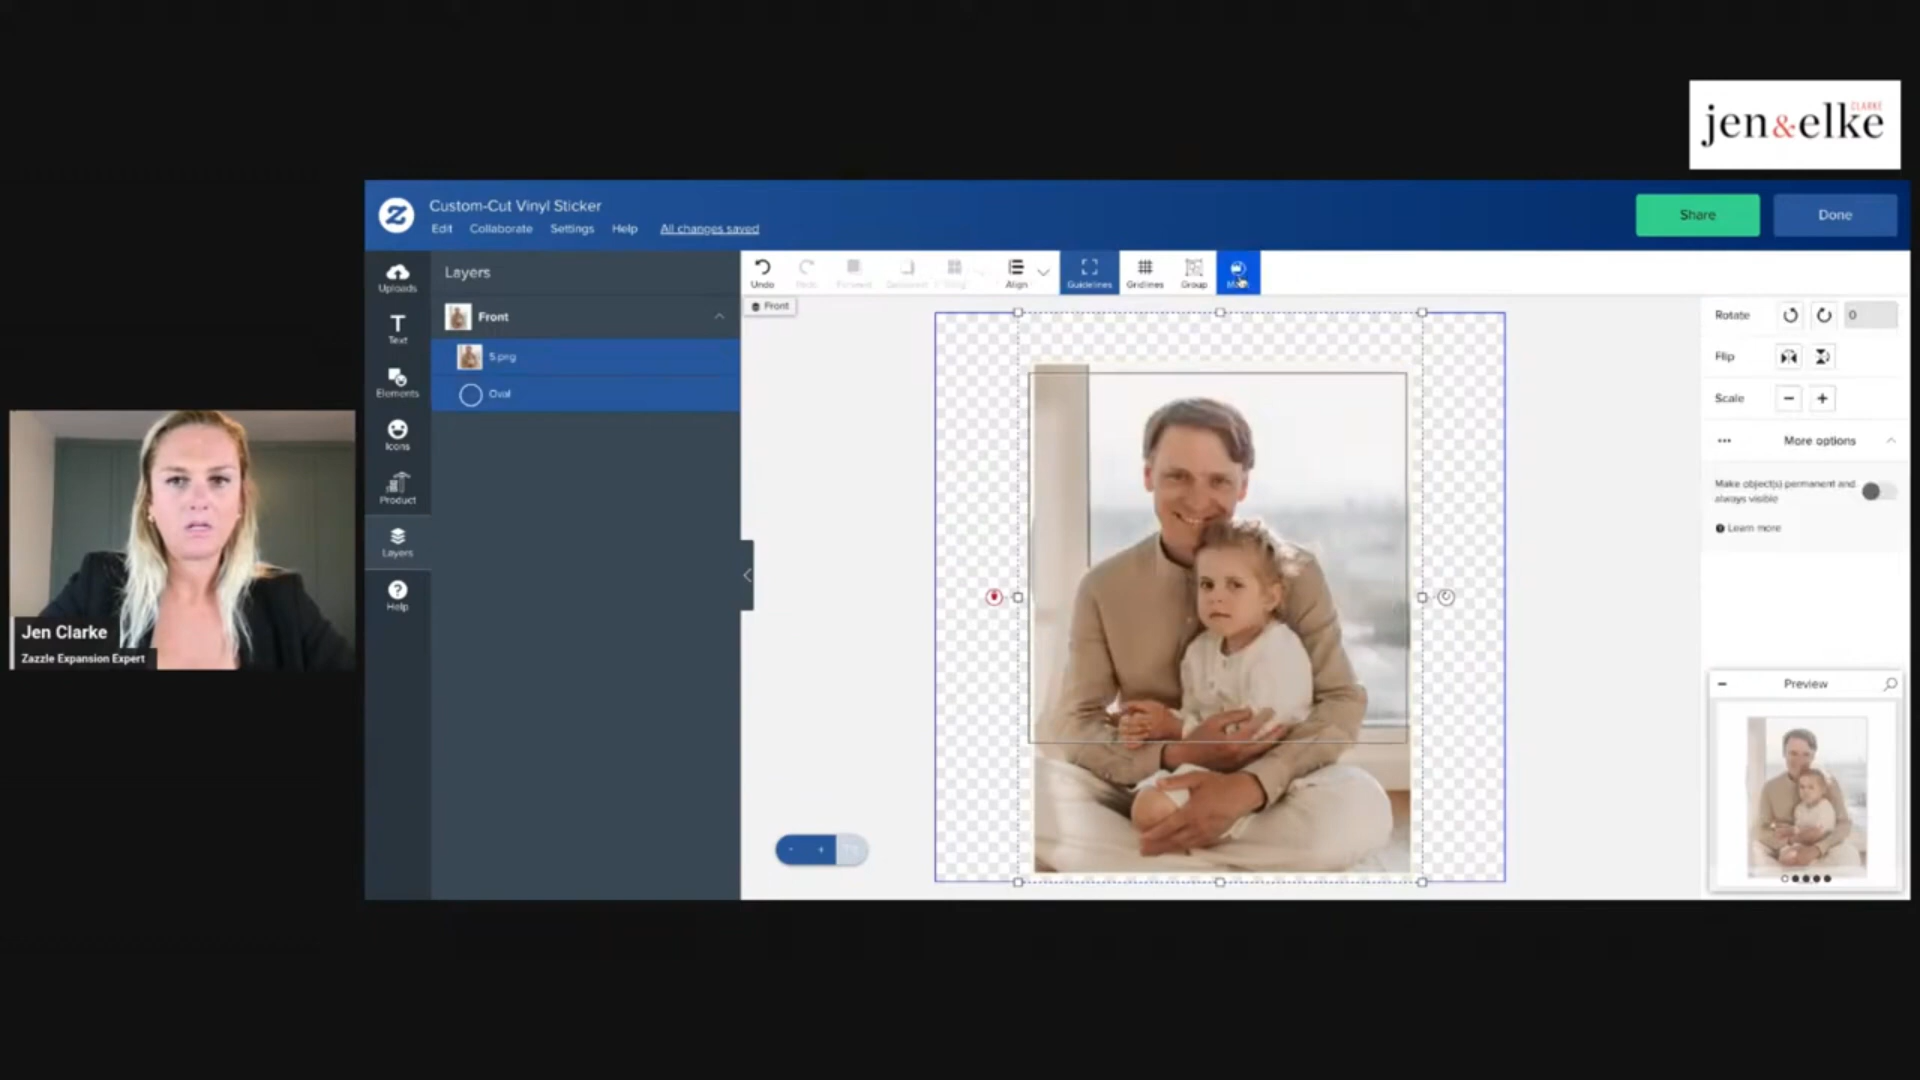 jen&elke
CLARKE
Custom-Cut Vinyl Sticker
Share
Done
Edit
Collaborate
Settings
Help
All changes saved
Uploads
Text
Elements
Icons
Product
Layers
Help
Layers
Front
5.png
Oval
Undo
Align
Guidelines
Gridlines
Group
Front
Rotate
0
Flip
Scale
More options
Make object(s) permanent and
always visible
Learn more
Preview
Jen Clarke
Zazzle Expansion Expert